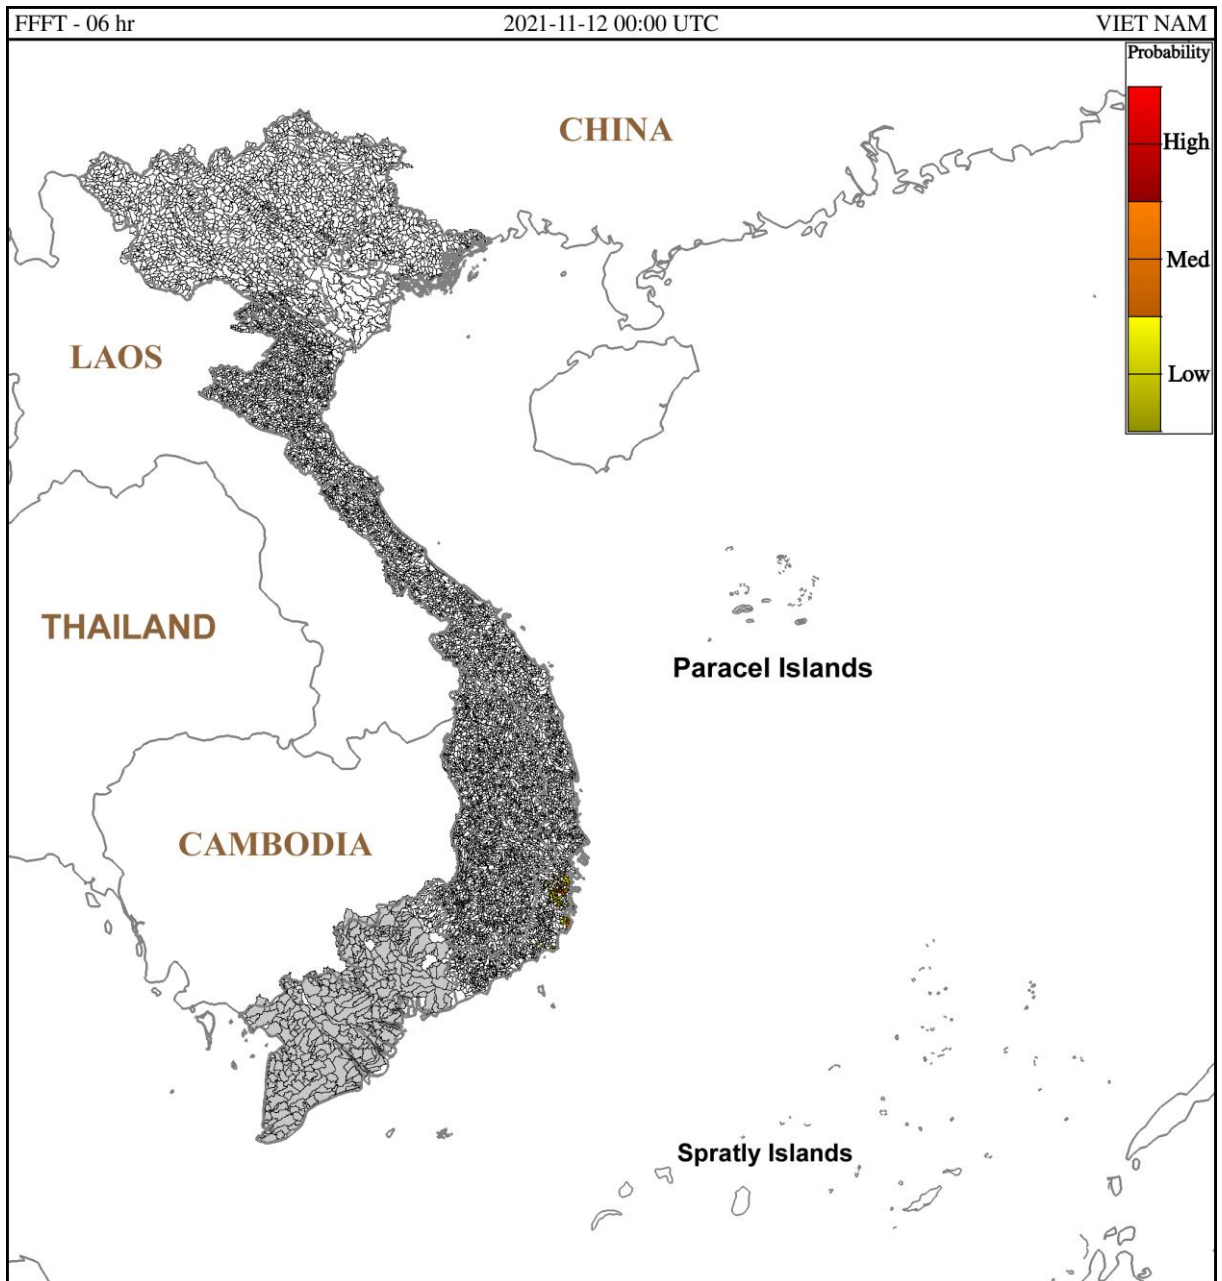 FFFT - 06 hr 2021-11-12 00:00 UTC VIET NAM
Probability
CHINA
High
Med
LAOS
Low
THAILAND
Paracel Islands
CAMBODIA
Spratly Islands